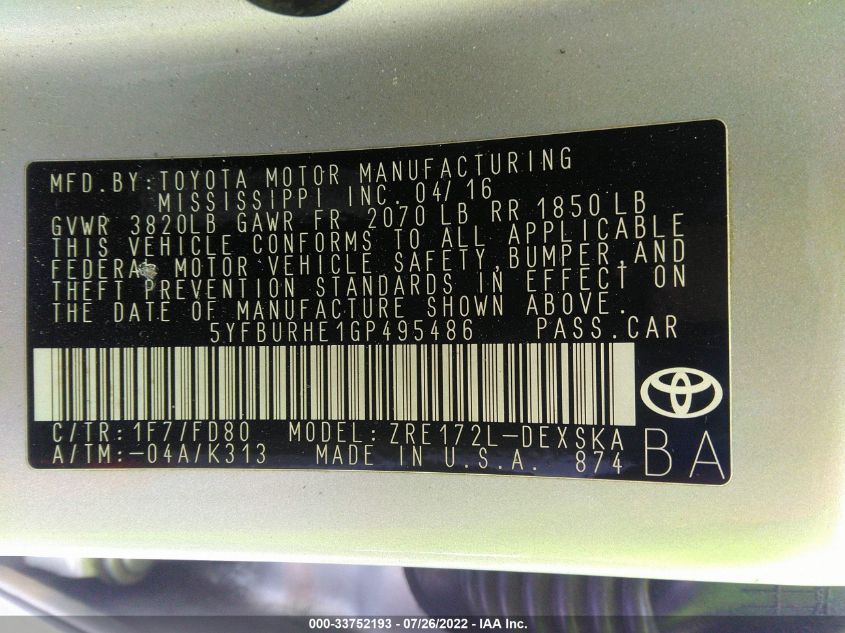 MFD.BY:TOYOTA MOTOR MANUFACTURING
MISSISSIPPI INC. 04/16
GVWR 3820LB GAWR FR 2070 LB RR 1850 LB
THIS VEHICLE CONFORMS TO ALL APPLICABLE
FEDERAL MOTOR VEHICLE SAFETY,BUMPER,AND
THEFT PREVENTION STANDARDS IN EFFECT ON
THE DATE OF MANUFACTURE SHOWN ABOVE.
5YFBURHE1GP495486 PASS.CAR
C/TR:1F7/FD80 MODEL:ZRE172L-DEXSKA
A/TM:-04A/K313 MADE IN U.S.A. 874
BA
000-33752193 - 07/26/2022 - IAA Inc.